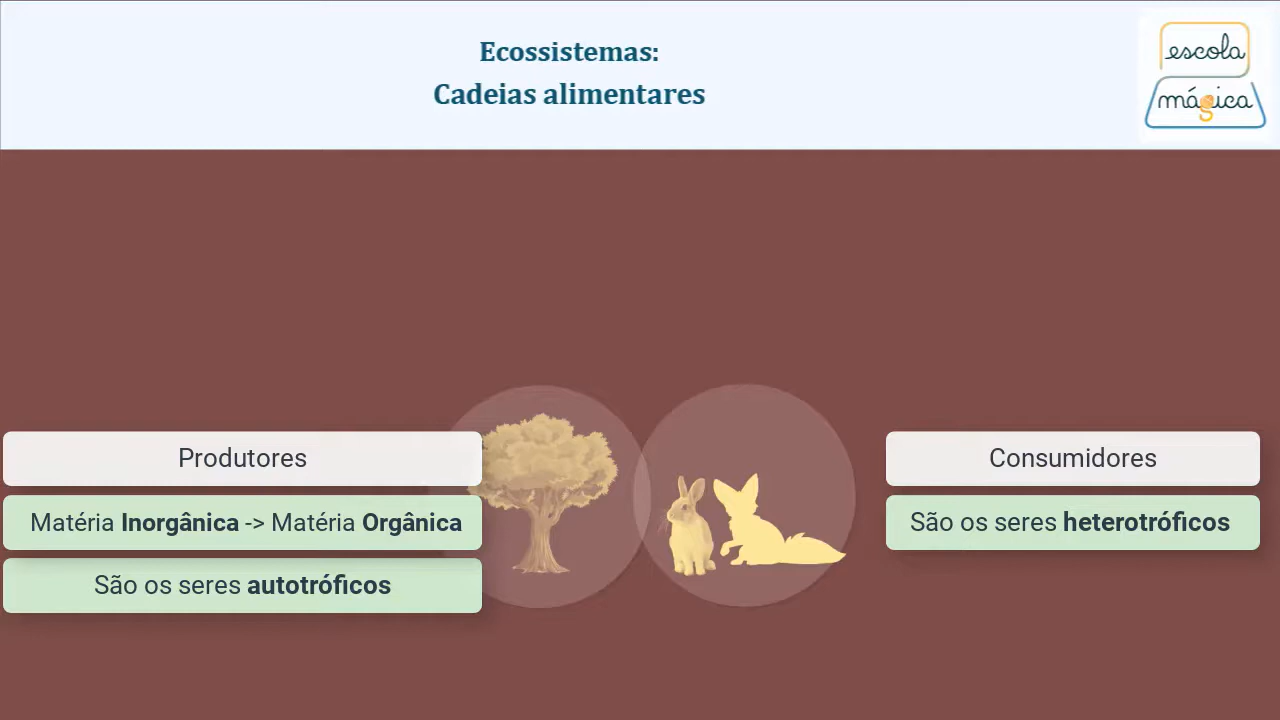 Ecossistemas:
Cadeias alimentares
escola
mágica
Produtores
Matéria Inorgânica -> Matéria Orgânica
São os seres autotróficos
Consumidores
São os seres heterotróficos